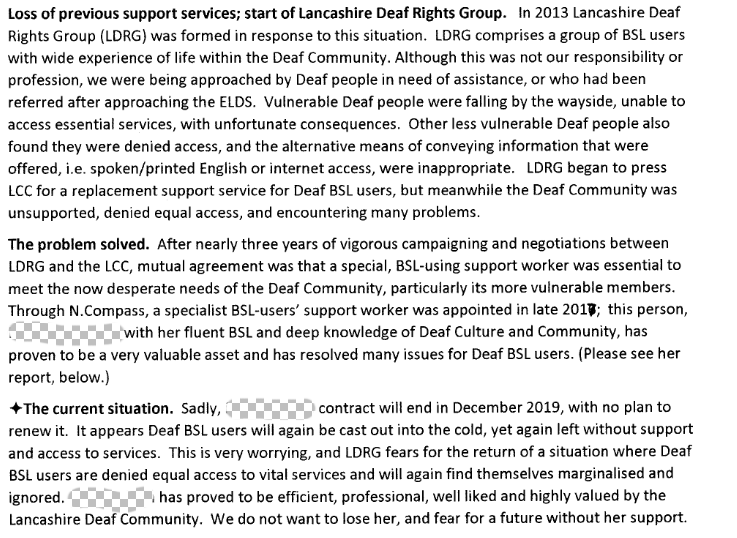 Loss of previous support services; start of Lancashire Deaf Rights Group. In 2013 Lancashire Deaf
Rights Group (LDRG) was formed in response to this situation. LDRG comprises a group of BSL users
with wide experience of life within the Deaf Community. Although this was not our responsibility or
profession, we were being approached by Deaf people in need of assistance, or who had been
referred after approaching the ELDS. Vulnerable Deaf people were falling by the wayside, unable to
access essential services, with unfortunate consequences. Other less vulnerable Deaf people also
found they were denied access, and the alternative means of conveying information that were
offered, i.e. spoken/printed English or internet access, were inappropriate. LDRG began to press
LCC for a replacement support service for Deaf BSL users, but meanwhile the Deaf Community was
unsupported, denied equal access, and encountering many problems.
The problem solved. After nearly three years of vigorous campaigning and negotiations between
LDRG and the LCC, mutual agreement was that a special, BSL-using support worker was essential to
meet the now desperate needs of the Deaf Community, particularly its more vulnerable members.
Through N.Compass, a specialist BSL-users' support worker was appointed in late ; this person,
with her fluent BSL and deep knowledge of Deaf Culture and Community, has
proven to be a very valuable asset and has resolved many issues for Deaf BSL users. (Please see her
report, below.)
✦The current situation. Sadly, contract will end in December 2019, with no plan to
renew it. It appears Deaf BSL users will again be cast out into the cold, yet again left without support
and access to services. This is very worrying, and LDRG fears for the return of a situation where Deaf
BSL users are denied equal access to vital services and will again find themselves marginalised and
ignored. has proved to be efficient, professional, well liked and highly valued by the
Lancashire Deaf Community. We do not want to lose her, and fear for a future without her support.